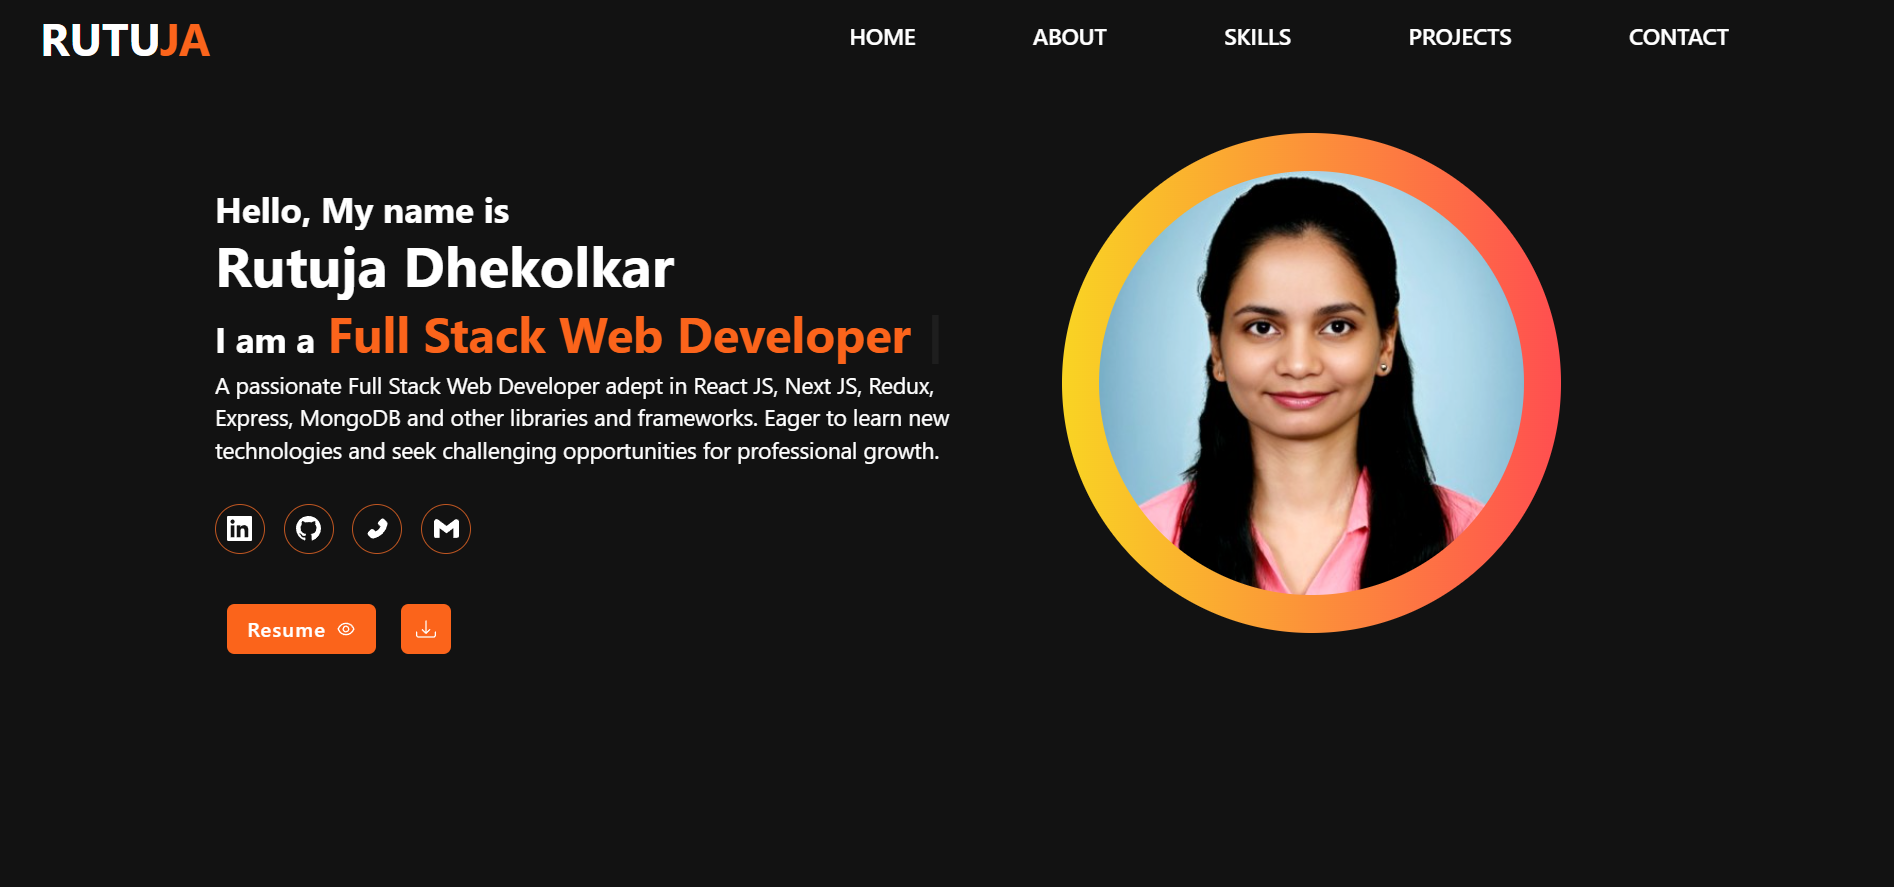 RUTUJA
HOME ABOUT SKILLS PROJECTS CONTACT
Hello, My name is
Rutuja Dhekolkar
I am a Full Stack Web Developer
A passionate Full Stack Web Developer adept in React JS, Next JS, Redux,
Express, MongoDB and other libraries and frameworks. Eager to learn new
technologies and seek challenging opportunities for professional growth.
in
Resume